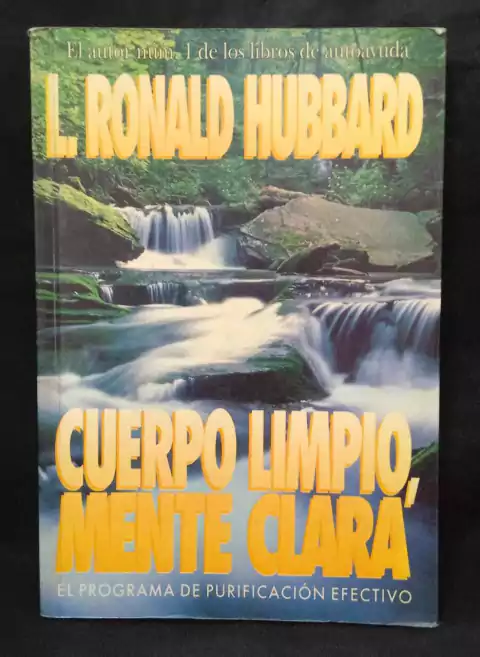 El autor núm. 1 de los libros de autoayuda
L. RONALD HUBBARD
CUERPO LIMPIO,
MENTE CLARA
EL PROGRAMA DE PURIFICACIÓN EFECTIVO